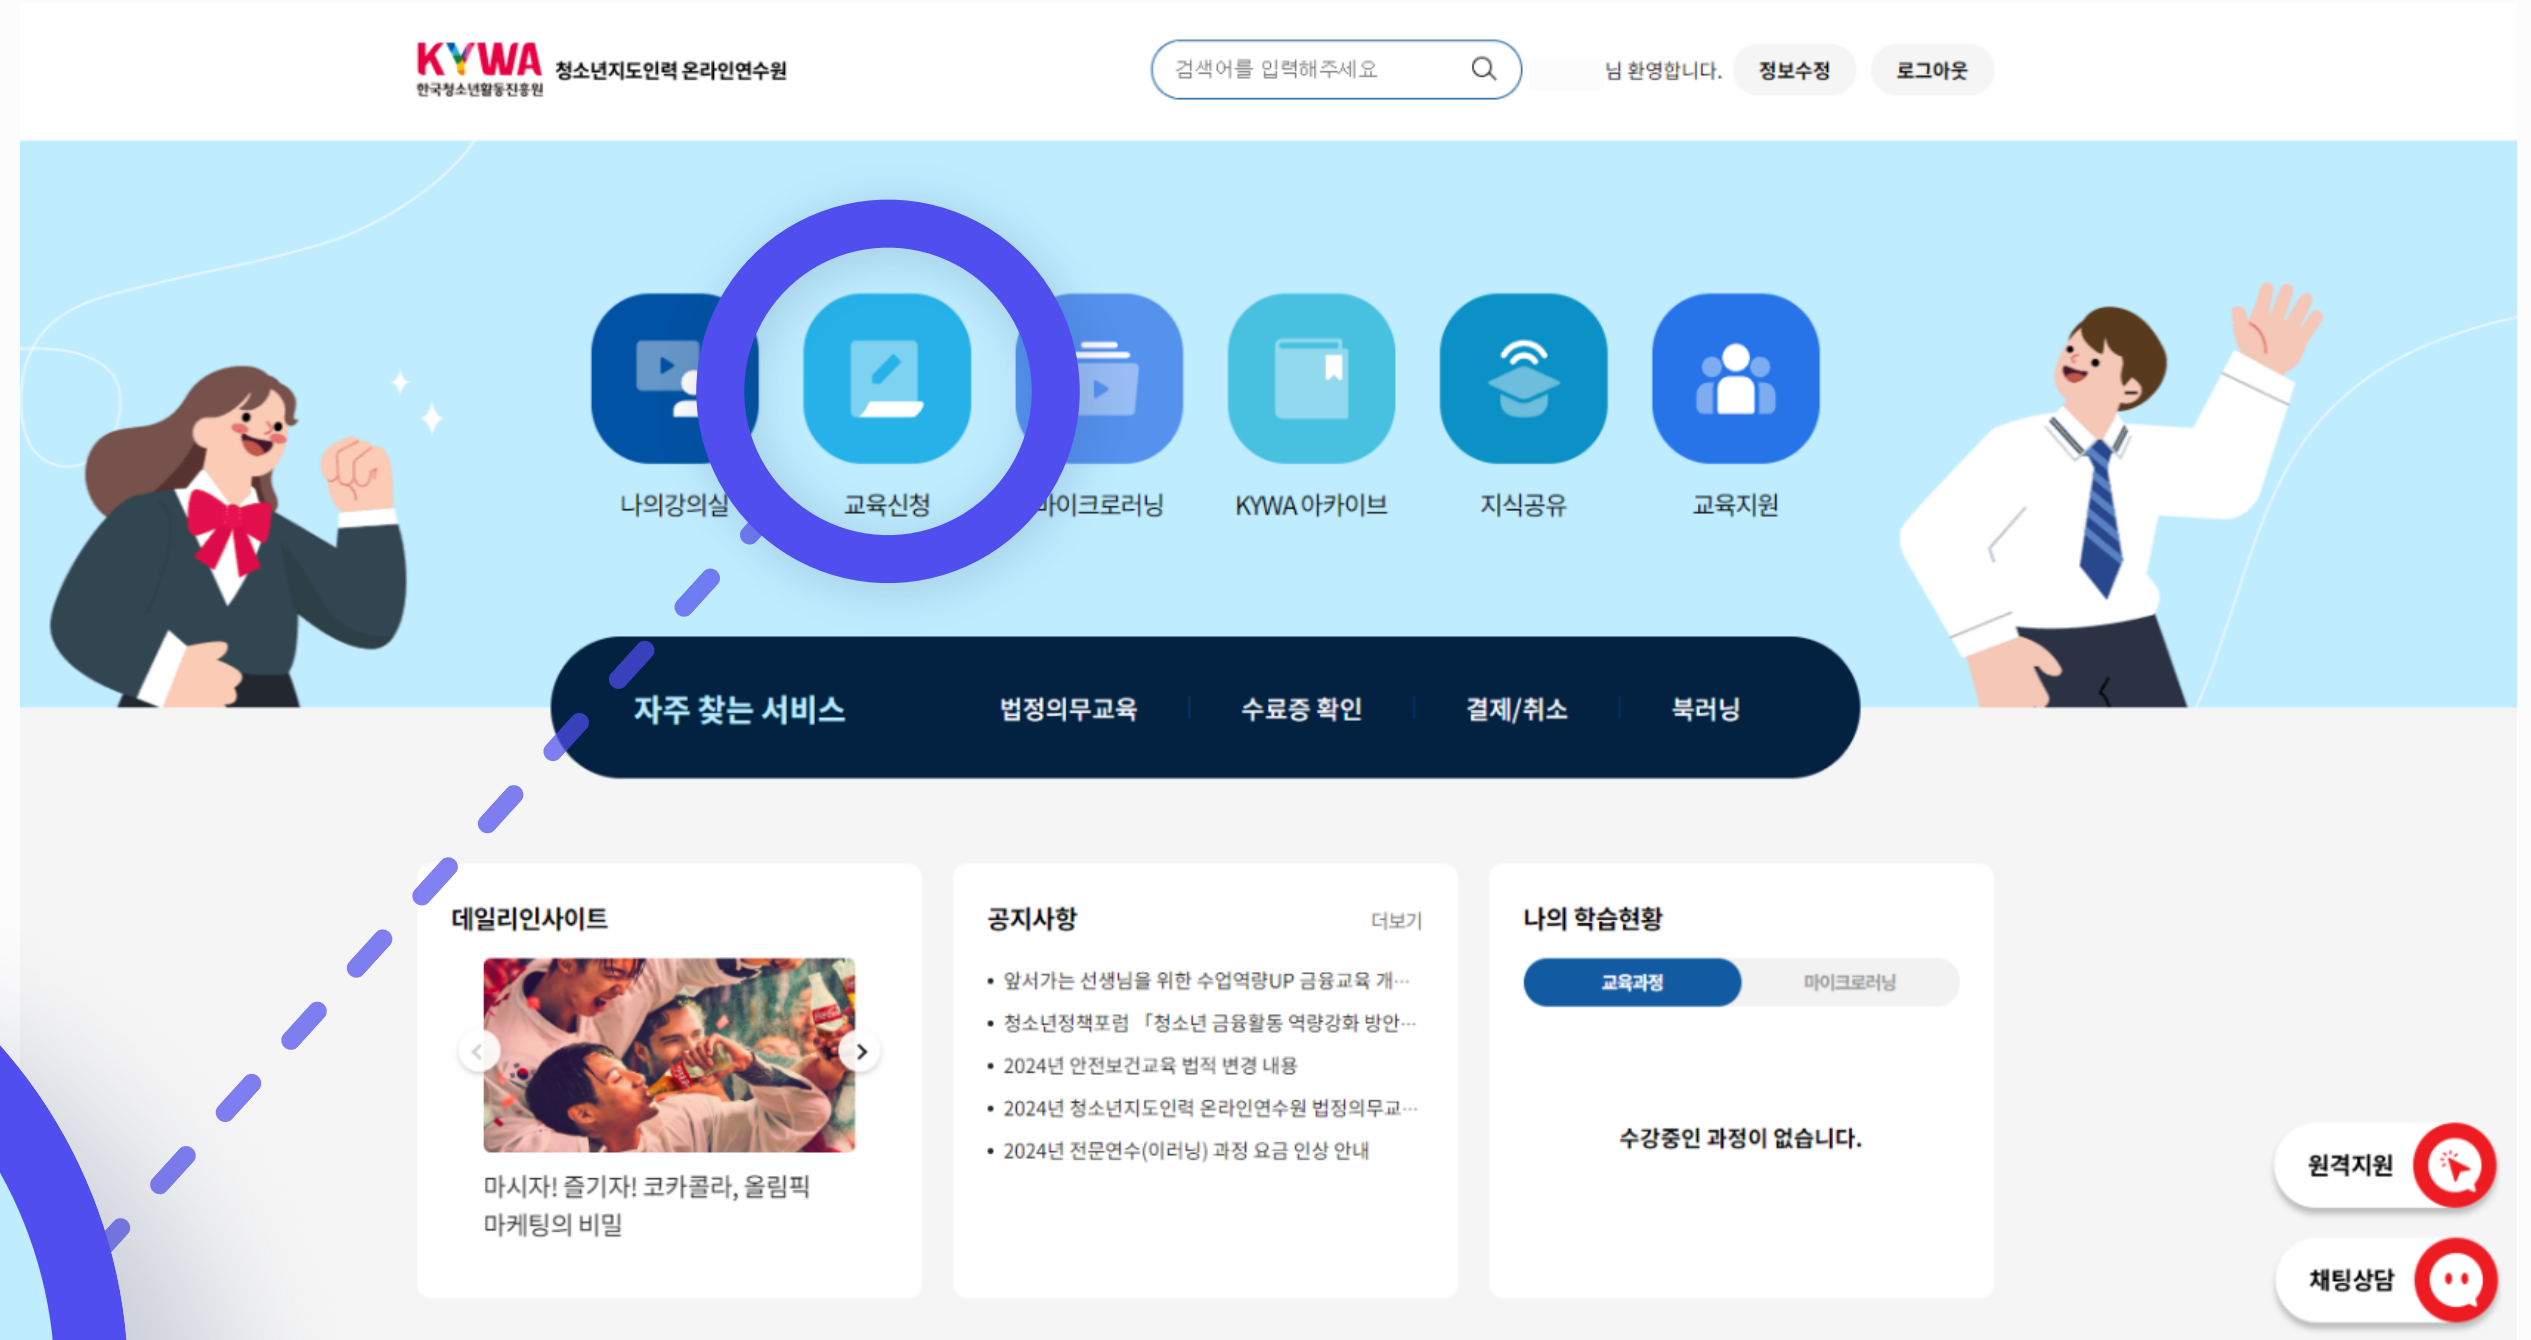 KYWA
한국청소년활동진흥원
청소년지도인력 온라인연수원
검색어를 입력해주세요
님 환영합니다.
정보수정
로그아웃
나의강의실
교육신청
마이크로러닝
KYWA 아카이브
지식공유
교육지원
자주 찾는 서비스
법정의무교육
수료증 확인
결제/취소
북러닝
데일리인사이트
마시자! 즐기자! 코카콜라, 올림픽
마케팅의 비밀
공지사항
더보기
• 앞서가는 선생님을 위한 수업역량UP 금융교육 개…
• 청소년정책포럼 「청소년 금융활동 역량강화 방안…
• 2024년 안전보건교육 법적 변경 내용
• 2024년 청소년지도인력 온라인연수원 법정의무교…
• 2024년 전문연수(이러닝) 과정 요금 인상 안내
나의 학습현황
교육과정
마이크로러닝
수강중인 과정이 없습니다.
원격지원
채팅상담